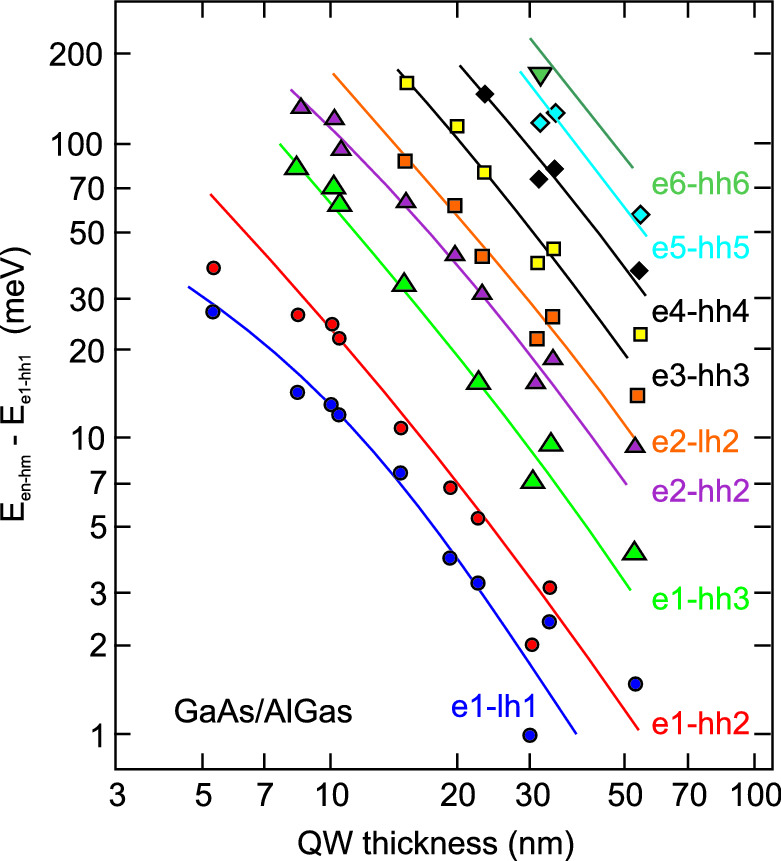 200
100
70
50
30
20
10
7
5
3
2
1
E_en-hm - E_e1-hh1 (meV)
e6-hh6
e5-hh5
e4-hh4
e3-hh3
e2-lh2
e2-hh2
e1-hh3
e1-hh2
e1-lh1
GaAs/AlGas
3 5 7 10 20 30 50 70 100
QW thickness (nm)